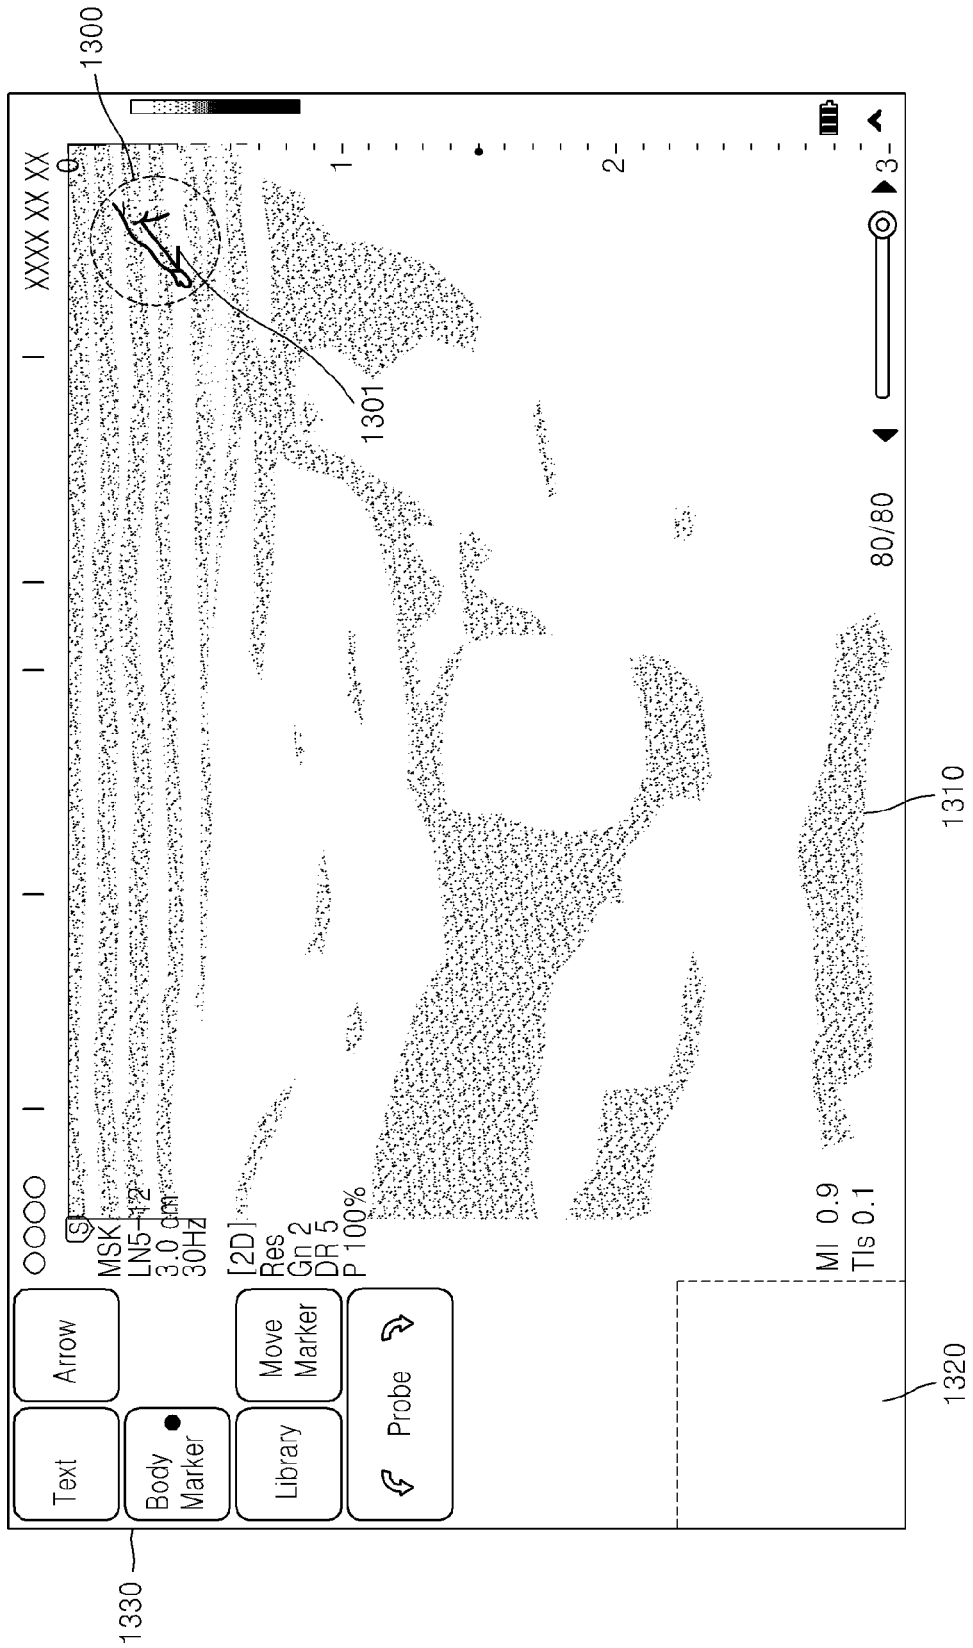 1300
XXXX XX XX
OOOO
Text
Arrow
Body
Marker
Library
Move
Marker
Probe
S
MSK
LN5-12
3.0 cm
30Hz
[2D]
Res
Gn 2
DR 5
P 100%
0
1
2
3
1301
MI 0.9
TIs 0.1
80/80
1330
1320
1310